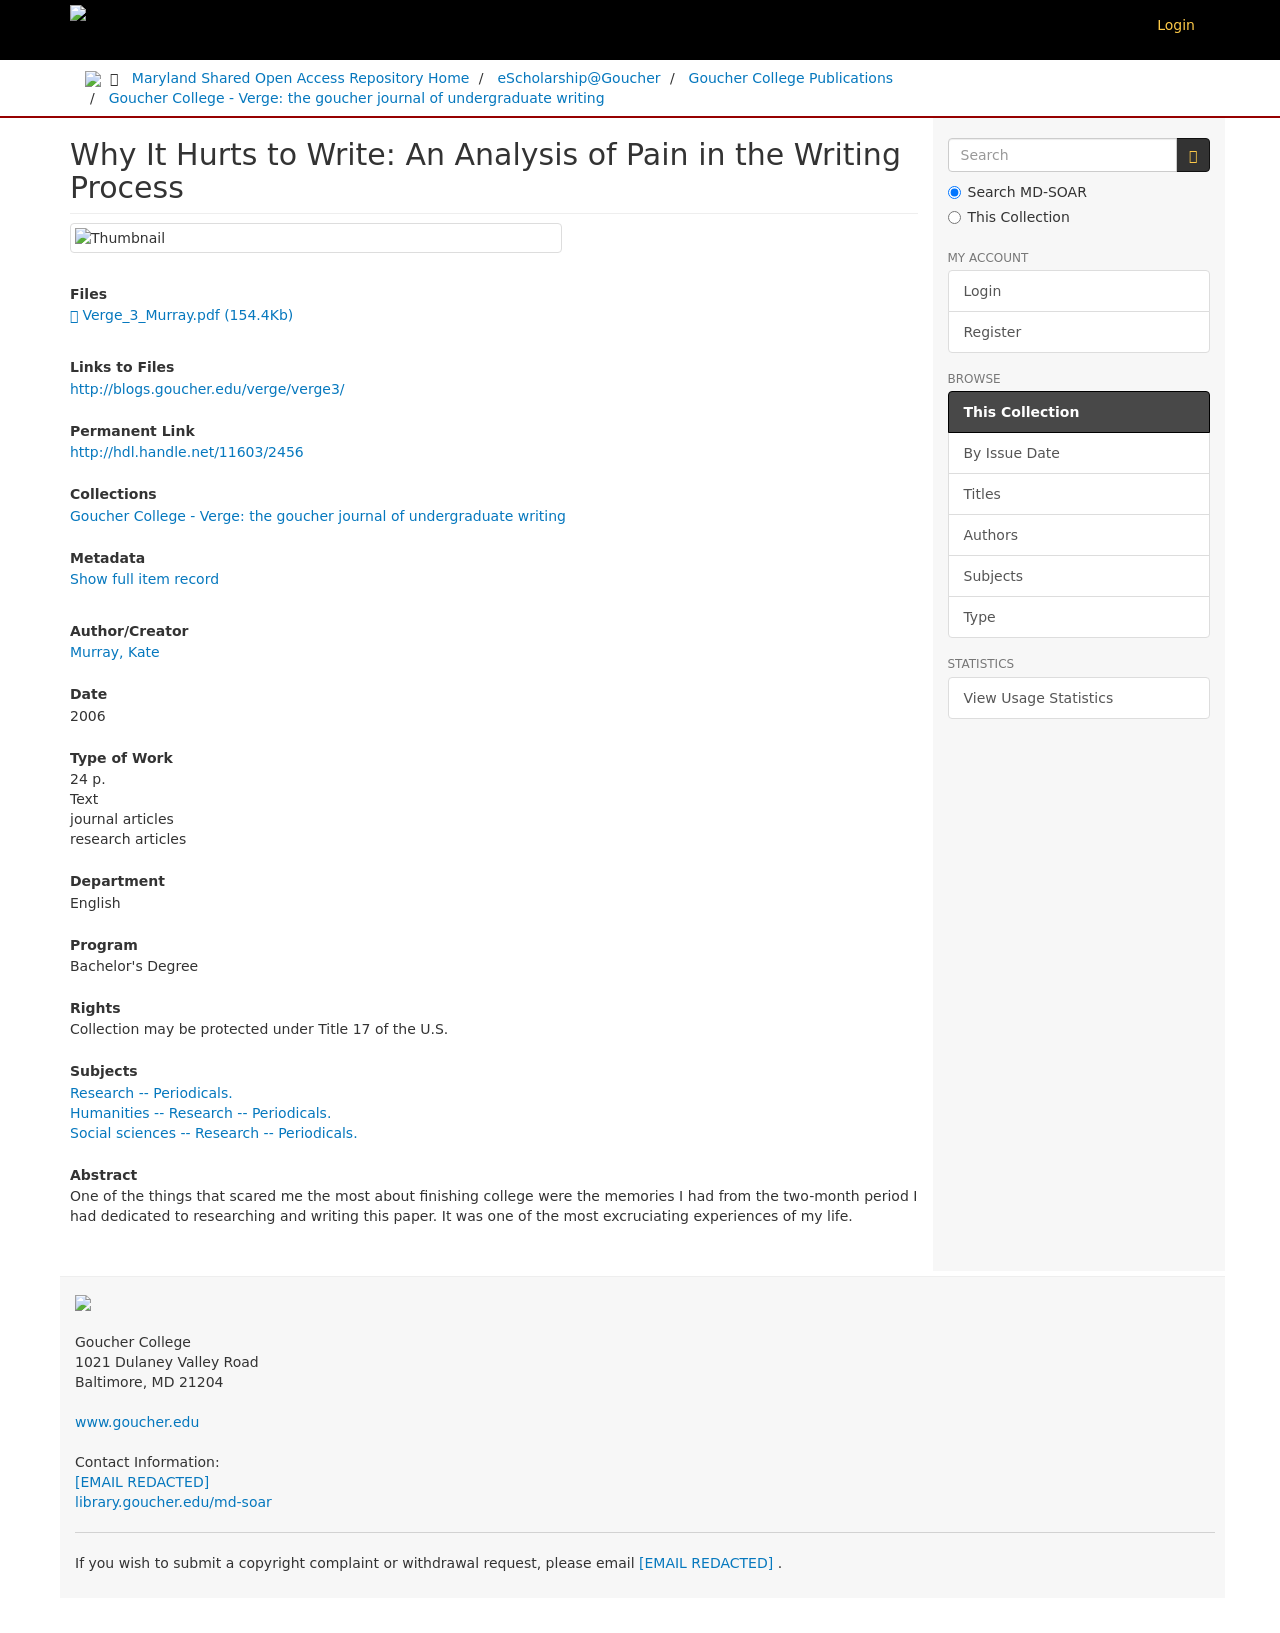 Login
Maryland Shared Open Access Repository Home / eScholarship@Goucher / Goucher College Publications
/ Goucher College - Verge: the goucher journal of undergraduate writing
Why It Hurts to Write: An Analysis of Pain in the Writing
Process
Thumbnail
Files
Verge_3_Murray.pdf (154.4Kb)
Links to Files
http://blogs.goucher.edu/verge/verge3/
Permanent Link
http://hdl.handle.net/11603/2456
Collections
Goucher College - Verge: the goucher journal of undergraduate writing
Metadata
Show full item record
Author/Creator
Murray, Kate
Date
2006
Type of Work
24 p.
Text
journal articles
research articles
Department
English
Program
Bachelor's Degree
Rights
Collection may be protected under Title 17 of the U.S.
Subjects
Research -- Periodicals.
Humanities -- Research -- Periodicals.
Social sciences -- Research -- Periodicals.
Abstract
One of the things that scared me the most about finishing college were the memories I had from the two-month period I
had dedicated to researching and writing this paper. It was one of the most excruciating experiences of my life.
Search
Search MD-SOAR
This Collection
MY ACCOUNT
Login
Register
BROWSE
This Collection
By Issue Date
Titles
Authors
Subjects
Type
STATISTICS
View Usage Statistics
Goucher College
1021 Dulaney Valley Road
Baltimore, MD 21204
www.goucher.edu
Contact Information:
[EMAIL REDACTED]
library.goucher.edu/md-soar
If you wish to submit a copyright complaint or withdrawal request, please email [EMAIL REDACTED] .